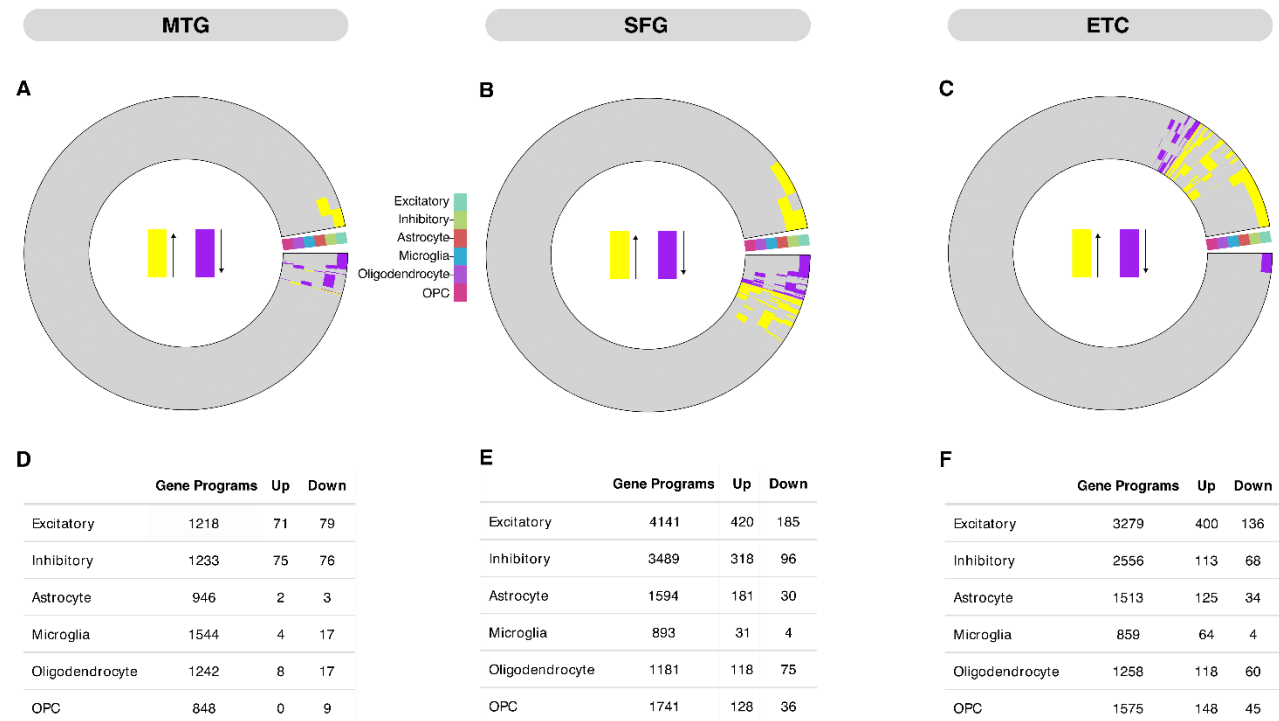 MTG SFG ETC
A B C
Excitatory
Inhibitory
Astrocyte
Microglia
Oligodendrocyte
OPC
D
Gene Programs Up Down
Excitatory 1218 71 79
Inhibitory 1233 75 76
Astrocyte 946 2 3
Microglia 1544 4 17
Oligodendrocyte 1242 8 17
OPC 848 0 9
E
Gene Programs Up Down
Excitatory 4141 420 185
Inhibitory 3489 318 96
Astrocyte 1594 181 30
Microglia 893 31 4
Oligodendrocyte 1181 118 75
OPC 1741 128 36
F
Gene Programs Up Down
Excitatory 3279 400 136
Inhibitory 2556 113 68
Astrocyte 1513 125 34
Microglia 859 64 4
Oligodendrocyte 1258 118 60
OPC 1575 148 45